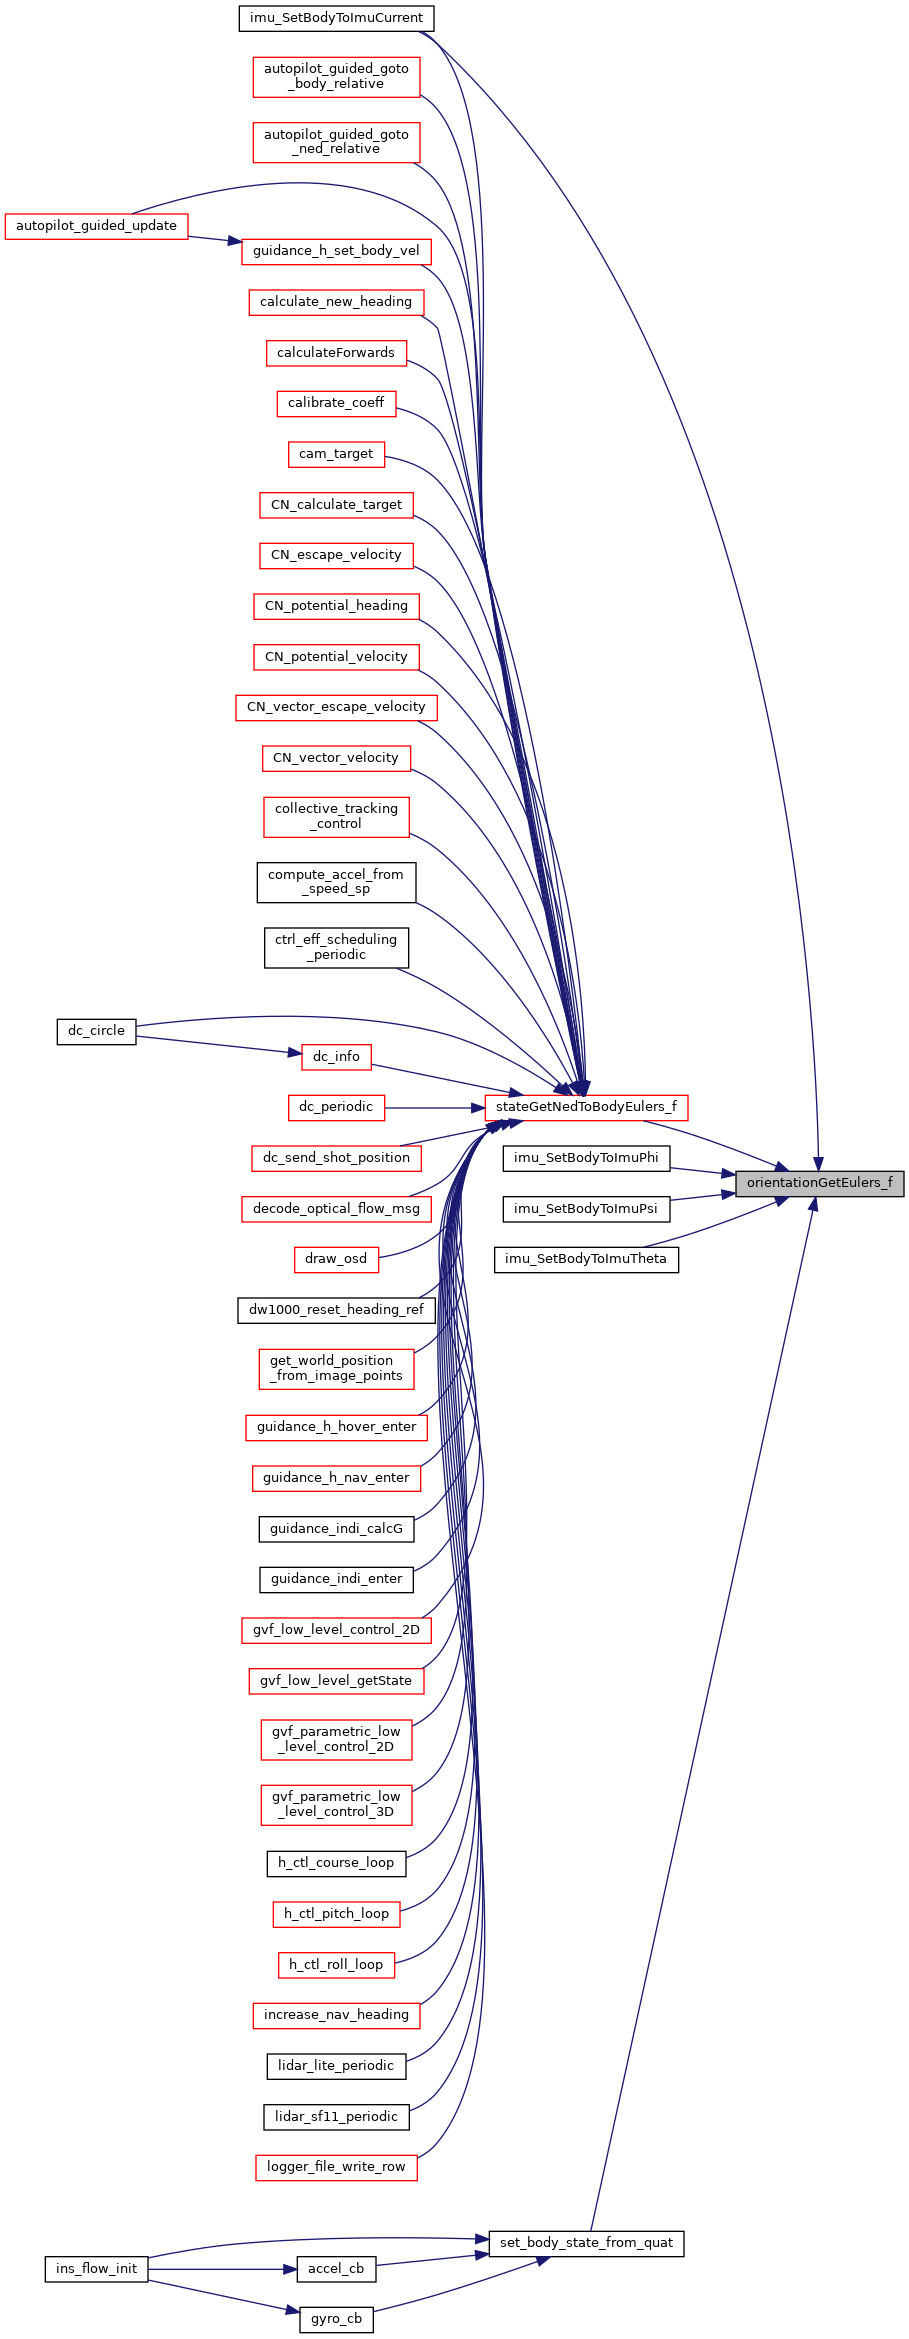 imu_SetBodyToImuCurrent
autopilot_guided_goto
_body_relative
autopilot_guided_goto
_ned_relative
autopilot_guided_update
guidance_h_set_body_vel
calculate_new_heading
calculateForwards
calibrate_coeff
cam_target
CN_calculate_target
CN_escape_velocity
CN_potential_heading
CN_potential_velocity
CN_vector_escape_velocity
CN_vector_velocity
collective_tracking
_control
compute_accel_from
_speed_sp
ctrl_eff_scheduling
_periodic
dc_circle
dc_info
dc_periodic
stateGetNedToBodyEulers_f
dc_send_shot_position
imu_SetBodyToImuPhi
orientationGetEulers_f
decode_optical_flow_msg
imu_SetBodyToImuPsi
draw_osd
imu_SetBodyToImuTheta
dw1000_reset_heading_ref
get_world_position
_from_image_points
guidance_h_hover_enter
guidance_h_nav_enter
guidance_indi_calcG
guidance_indi_enter
gvf_low_level_control_2D
gvf_low_level_getState
gvf_parametric_low
_level_control_2D
gvf_parametric_low
_level_control_3D
h_ctl_course_loop
h_ctl_pitch_loop
h_ctl_roll_loop
increase_nav_heading
lidar_lite_periodic
lidar_sf11_periodic
logger_file_write_row
set_body_state_from_quat
ins_flow_init
accel_cb
gyro_cb